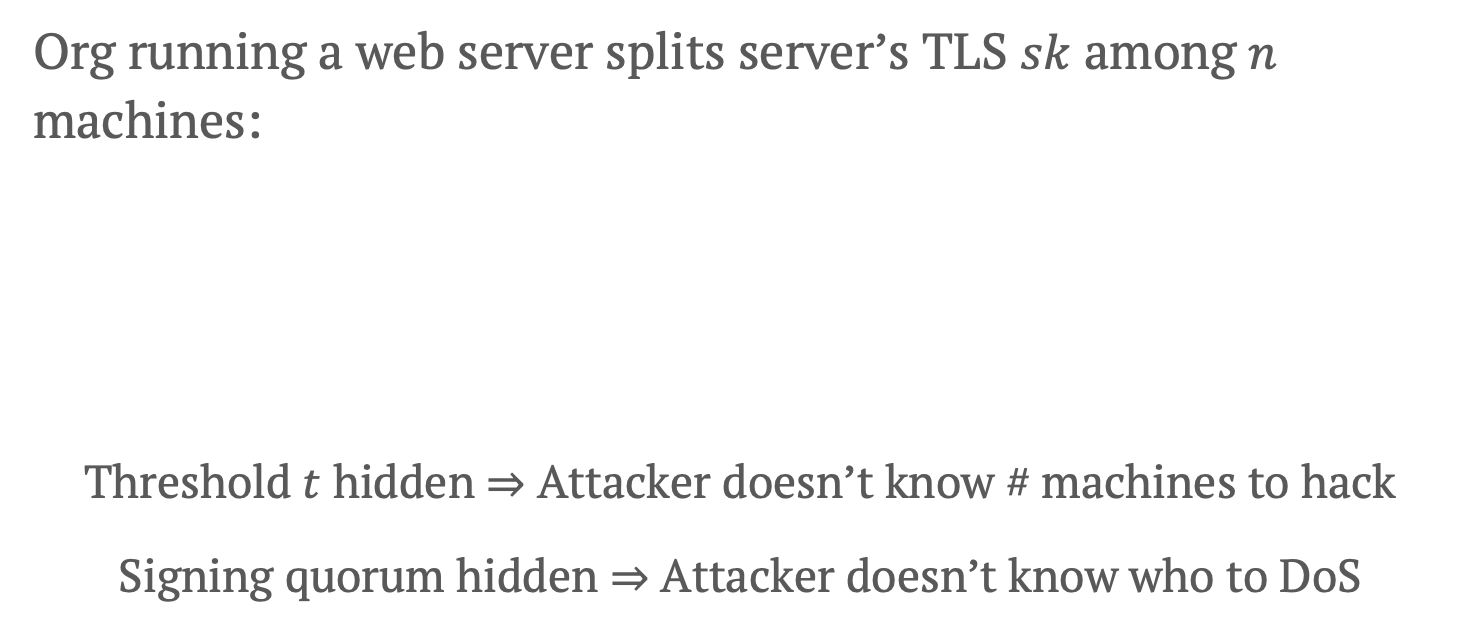 Org running a web server splits server’s TLS sk among n
machines:
Threshold t hidden ⇒ Attacker doesn’t know # machines to hack
Signing quorum hidden ⇒ Attacker doesn’t know who to DoS